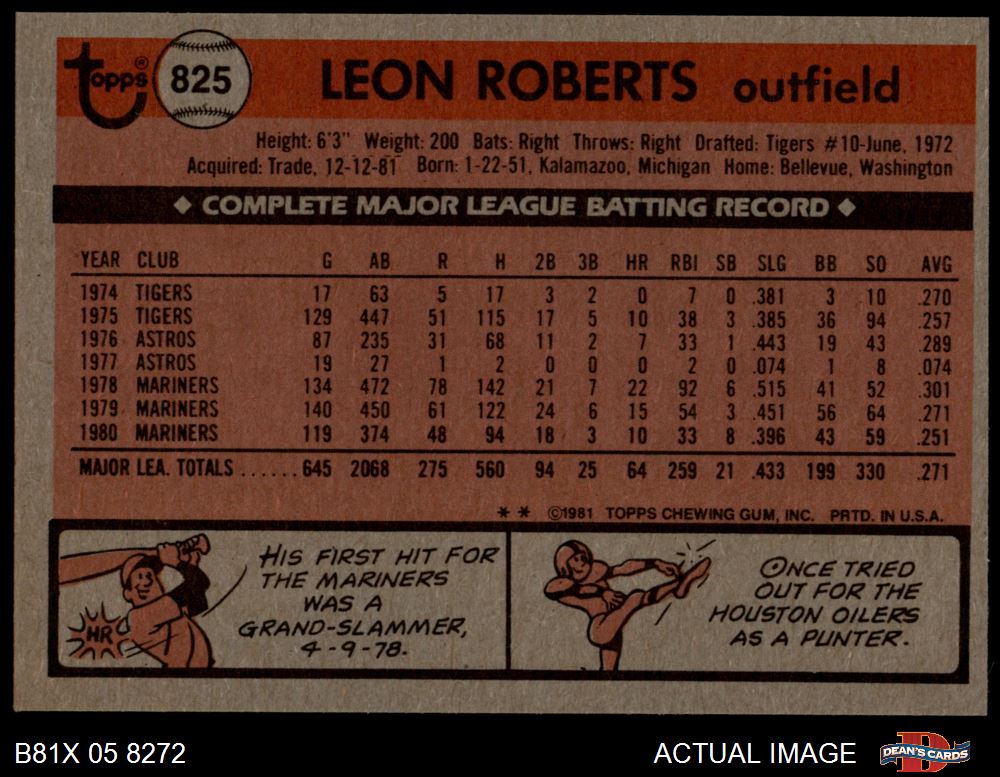 Topps® 825 LEON ROBERTS outfield
Height: 6'3" Weight: 200 Bats: Right Throws: Right Drafted: Tigers #10-June, 1972
Acquired: Trade, 12-12-81 Born: 1-22-51, Kalamazoo, Michigan Home: Bellevue, Washington
◆ COMPLETE MAJOR LEAGUE BATTING RECORD ◆
YEAR CLUB G AB R H 2B 3B HR RBI SB SLG BB SO AVG
1974 TIGERS 17 63 5 17 3 2 0 7 0 .381 3 10 .270
1975 TIGERS 129 447 51 115 17 5 10 38 3 .385 36 94 .257
1976 ASTROS 87 235 31 68 11 2 7 33 1 .443 19 43 .289
1977 ASTROS 19 27 1 2 0 0 0 2 0 .074 1 8 .074
1978 MARINERS 134 472 78 142 21 7 22 92 6 .515 41 52 .301
1979 MARINERS 140 450 61 122 24 6 15 54 3 .451 56 64 .271
1980 MARINERS 119 374 48 94 18 3 10 33 8 .396 43 59 .251
MAJOR LEA. TOTALS ...... 645 2068 275 560 94 25 64 259 21 .433 199 330 .271
* * ©1981 TOPPS CHEWING GUM, INC. PRTD. IN U.S.A.
HR
HIS FIRST HIT FOR
THE MARINERS
WAS A
GRAND-SLAMMER,
4-9-78.
ONCE TRIED
OUT FOR THE
HOUSTON OILERS
AS A PUNTER.
B81X 05 8272 ACTUAL IMAGE D DEAN'S CARDS